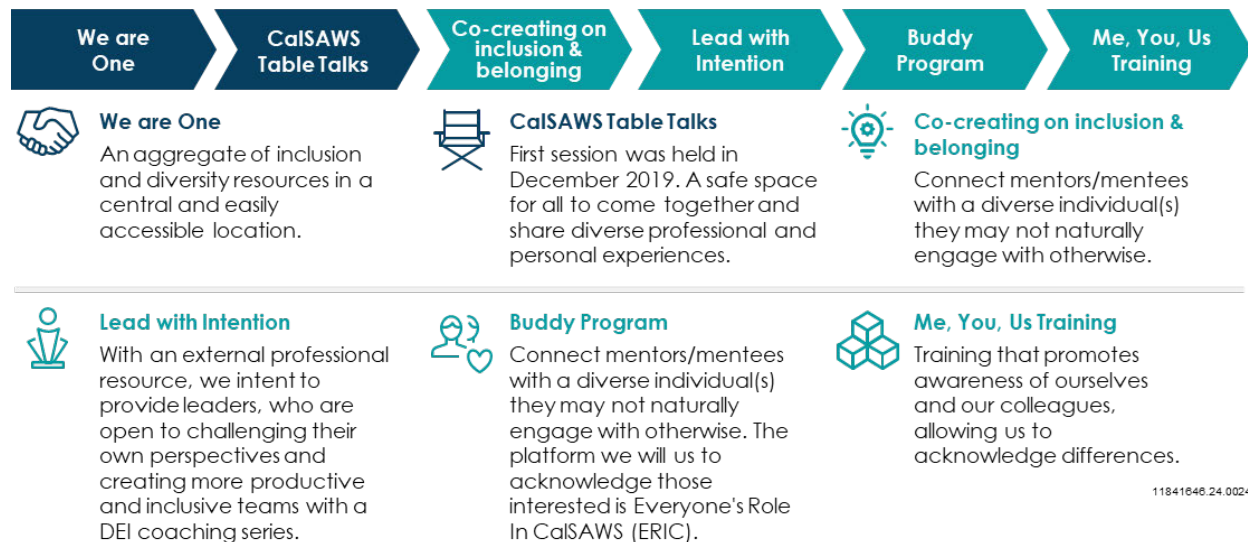 We are
One
CalSAWS
Table Talks
Co-creating on
inclusion &
belonging
Lead with
Intention
Buddy
Program
Me, You, Us
Training
We are One
An aggregate of inclusion
and diversity resources in a
central and easily
accessible location.
CalSAWS Table Talks
First session was held in
December 2019. A safe space
for all to come together and
share diverse professional and
personal experiences.
Co-creating on inclusion &
belonging
Connect mentors/mentees
with a diverse individual(s)
they may not naturally
engage with otherwise.
Lead with Intention
With an external professional
resource, we intent to
provide leaders, who are
open to challenging their
own perspectives and
creating more productive
and inclusive teams with a
DEI coaching series.
Buddy Program
Connect mentors/mentees
with a diverse individual(s)
they may not naturally
engage with otherwise. The
platform we will us to
acknowledge those
interested is Everyone's Role
In CalSAWS (ERIC).
Me, You, Us Training
Training that promotes
awareness of ourselves
and our colleagues,
allowing us to
acknowledge differences.
11841646.24.0024